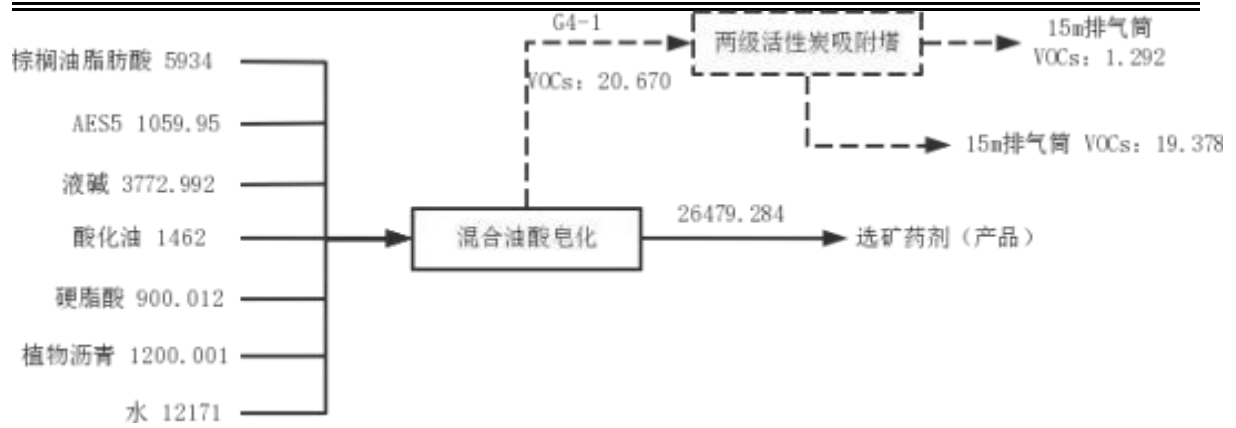 G4-1
两级活性炭吸附塔
15m排气筒
VOCs: 1.292
棕榈油脂肪酸 5934
VOCs: 20.670
AES5 1059.95
15m排气筒 VOCs: 19.378
液碱 3772.992
26479.284
酸化油 1462
混合油酸皂化
选矿药剂（产品）
硬脂酸 900.012
植物沥青 1200.001
水 12171